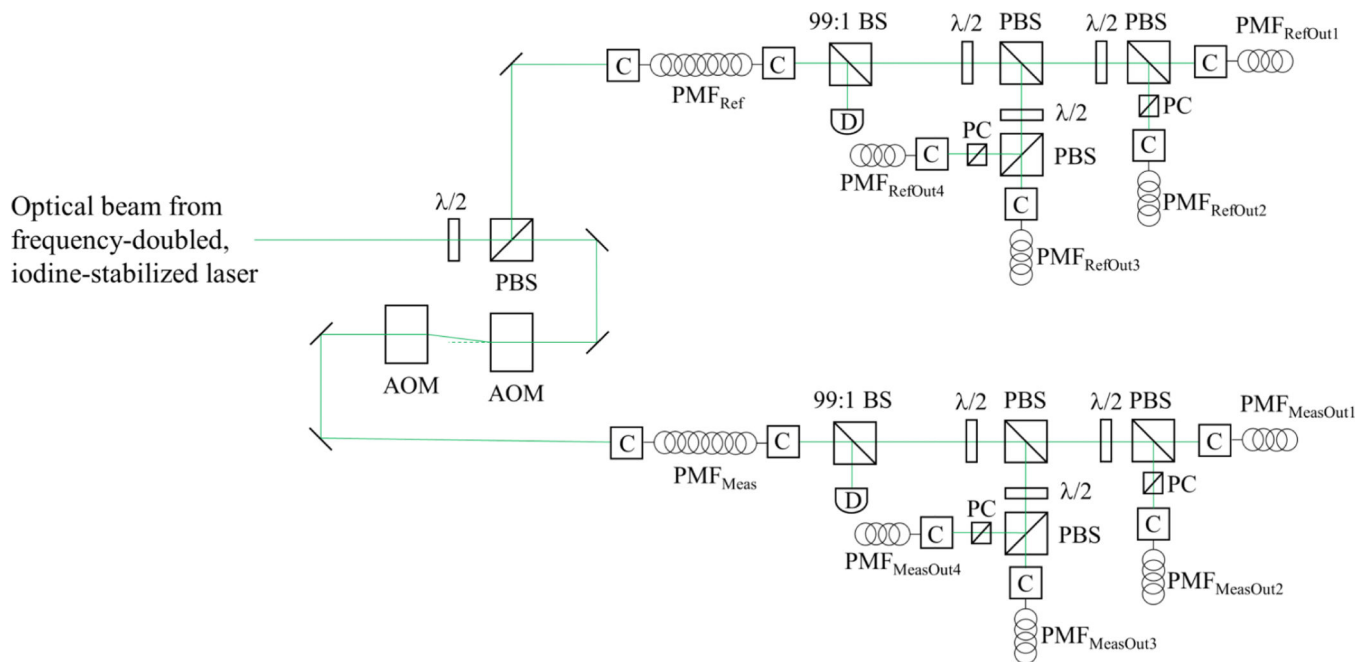 99:1 BS
λ/2
PBS
λ/2
PBS
PMF_RefOut1
C
PMF_Ref
C
C
D
PC
λ/2
PBS
PC
C
PMF_RefOut4
C
PMF_RefOut2
C
PMF_RefOut3
Optical beam from
frequency-doubled,
iodine-stabilized laser
λ/2
PBS
AOM
AOM
99:1 BS
λ/2
PBS
λ/2
PBS
PMF_MeasOut1
C
PMF_Meas
C
C
D
PC
λ/2
PBS
PC
C
PMF_MeasOut4
C
PMF_MeasOut2
C
PMF_MeasOut3